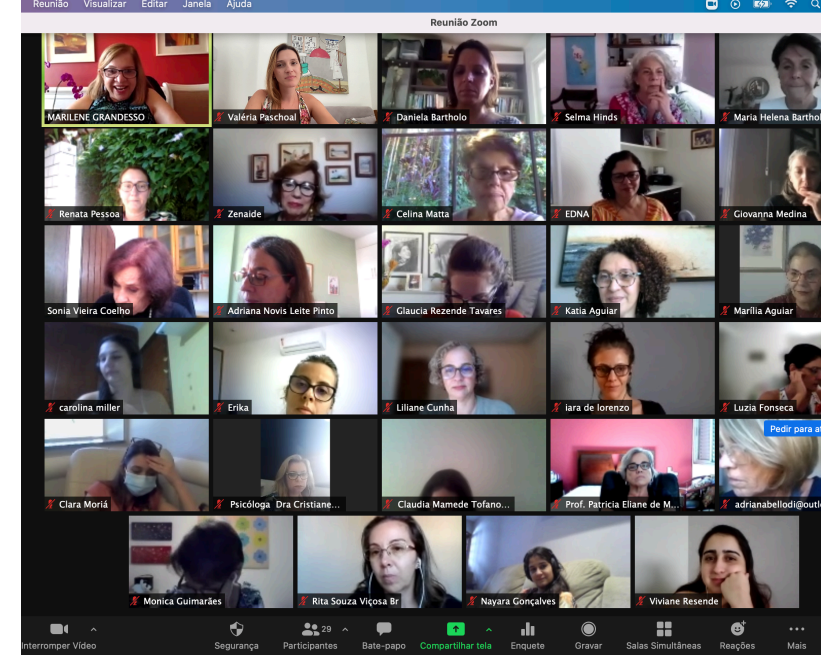 Reunião Visualizar Editar Janela Ajuda
Reunião Zoom
MARILENE GRANDESSO
Valéria Paschoal
Daniela Bartholo
Selma Hinds
Maria Helena Barthol
Renata Pessoa
Zenaide
Celina Matta
EDNA
Giovanna Medina
Sonia Vieira Coelho
Adriana Novis Leite Pinto
Glaucia Rezende Tavares
Katia Aguiar
Marília Aguiar
carolina miller
Erika
Liliane Cunha
iara de lorenzo
Luzia Fonseca
Pedir para at
Clara Moriá
Psicóloga Dra Cristiane...
Claudia Mamede Tofano...
Prof. Patricia Eliane de M...
adrianabellodi@outl
Monica Guimarães
Rita Souza Viçosa Br
Nayara Gonçalves
Viviane Resende
29
Interromper Vídeo Segurança Participantes Bate-papo Compartilhar tela Enquete Gravar Salas Simultâneas Reações Mais